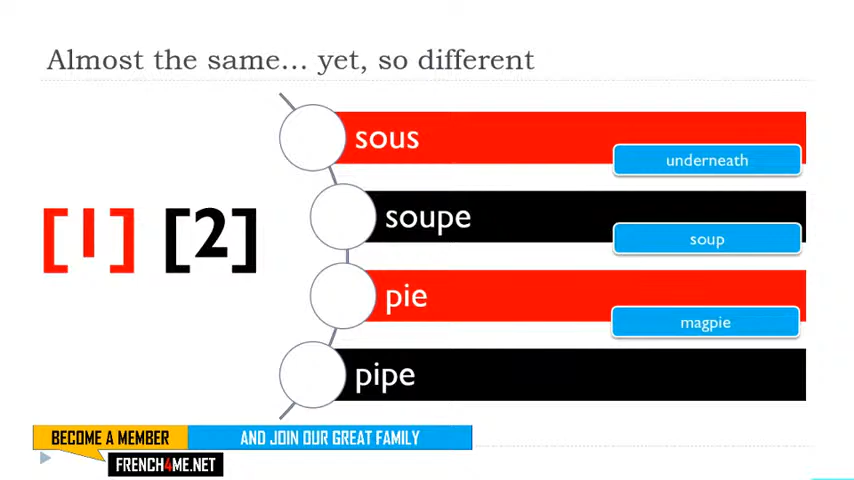 Almost the same... yet, so different
sous
underneath
[1] [2]
soupe
soup
pie
magpie
pipe
BECOME A MEMBER AND JOIN OUR GREAT FAMILY
FRENCH4ME.NET